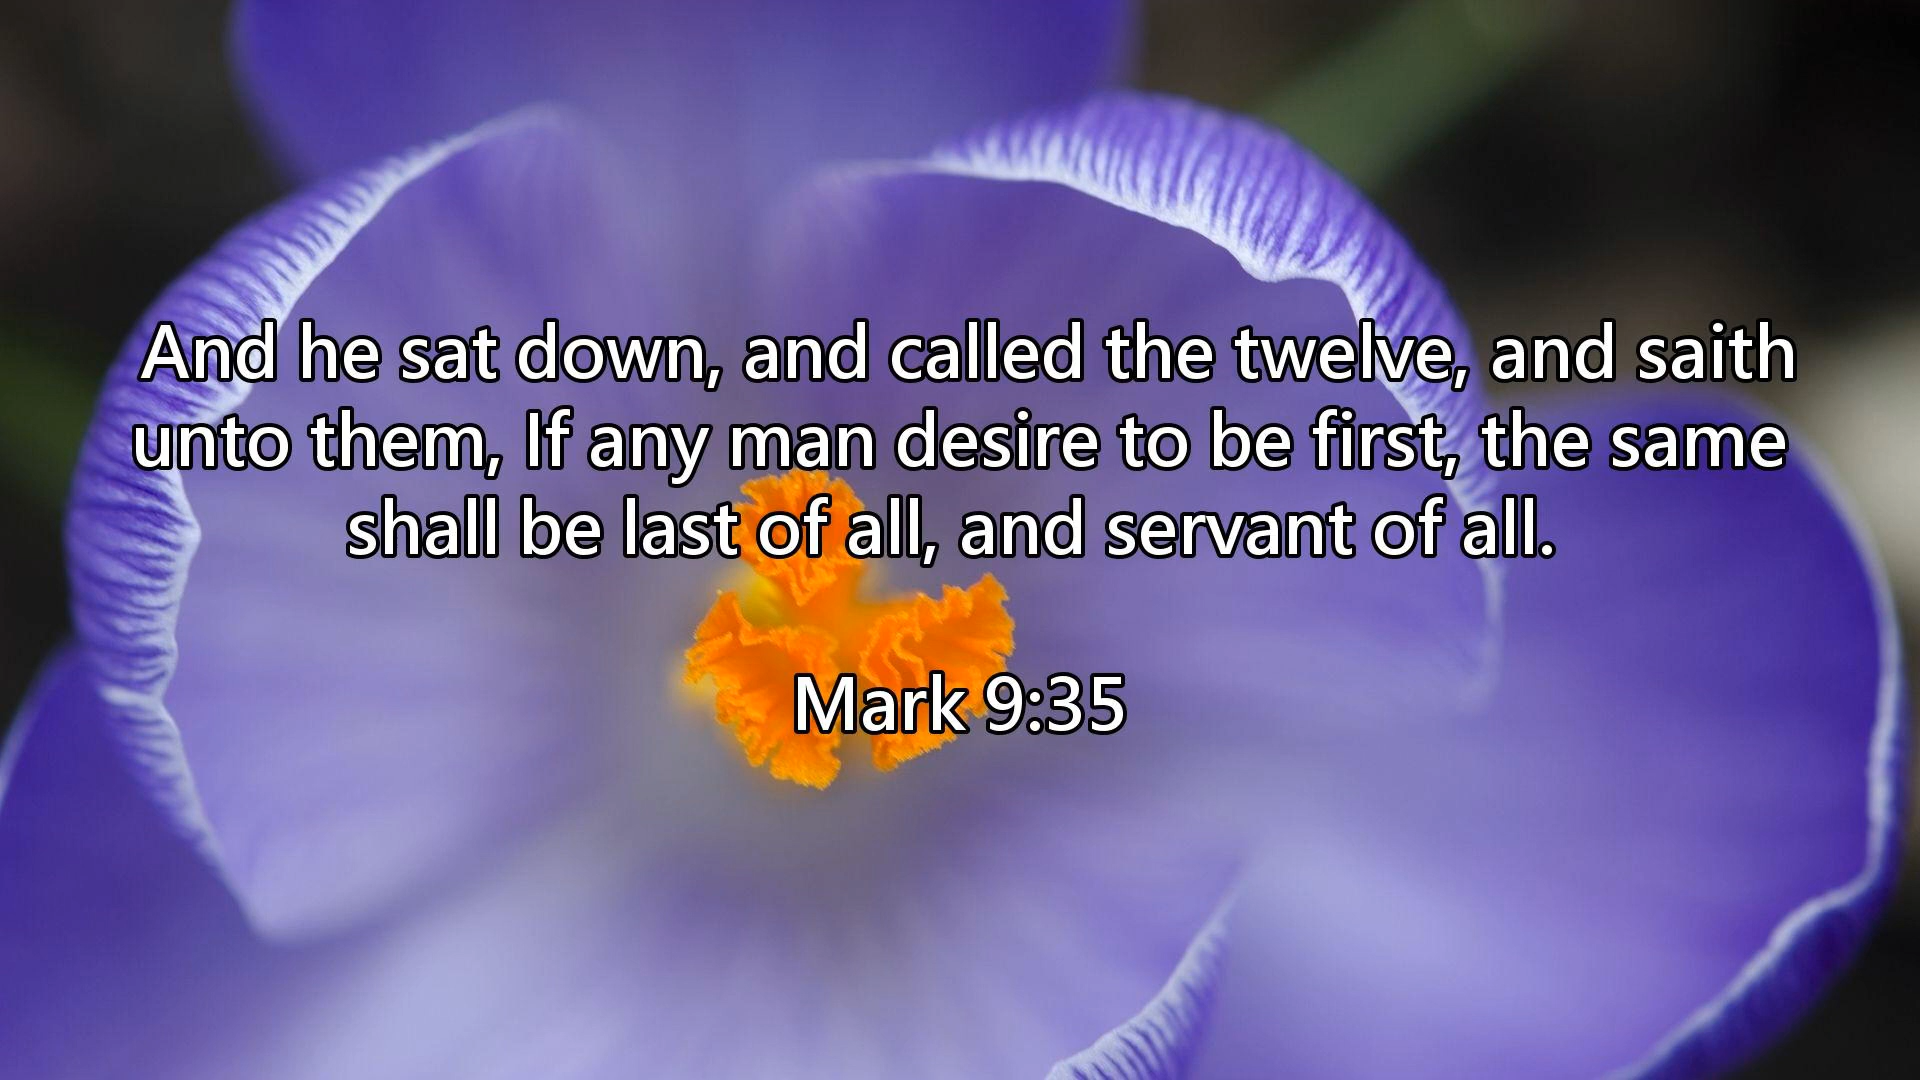 And he sat down, and called the twelve, and saith
unto them, If any man desire to be first, the same
shall be last of all, and servant of all.
Mark 9:35